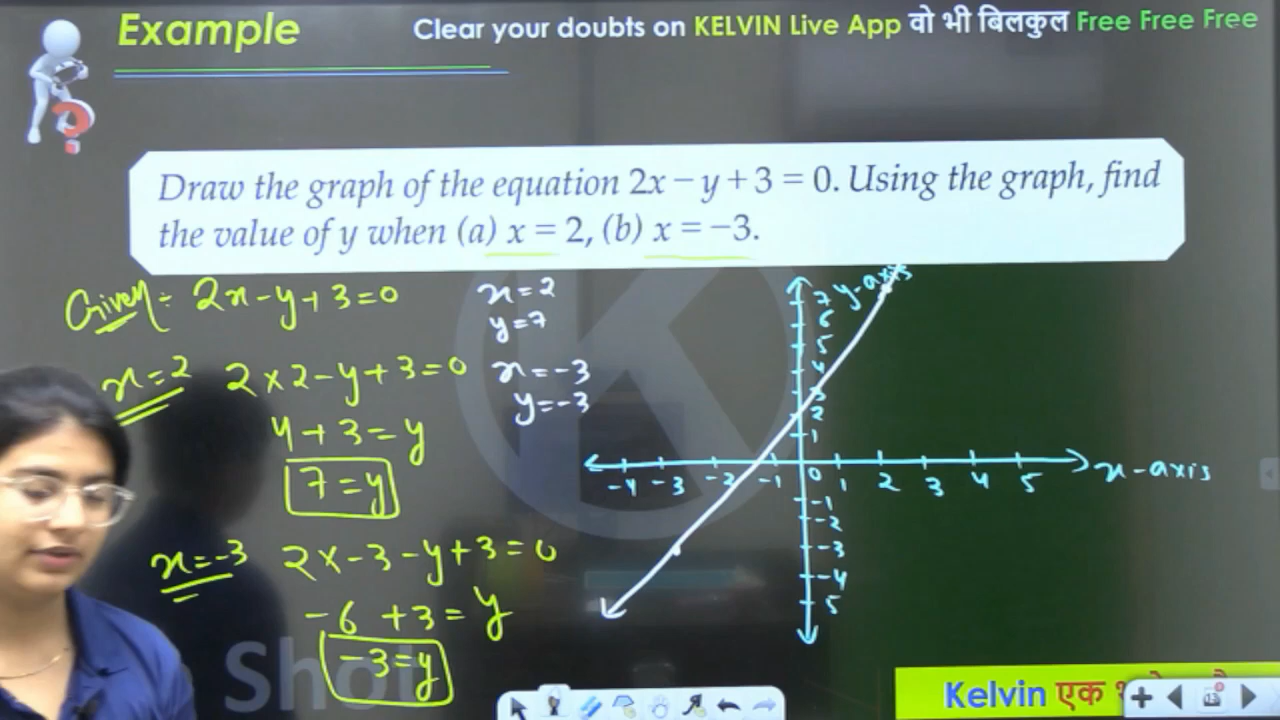 Example
Clear your doubts on KELVIN Live App वो भी बिलकुल Free Free Free
Draw the graph of the equation 2x − y + 3 = 0. Using the graph, find
the value of y when (a) x = 2, (b) x = −3.
Given:- 2x-y+3=0
x=2 2x2-y+3=0
4+3=y
7=y
x=-3 2x-3-y+3=0
-6 +3=y
-3=y
x=2
y=7
x=-3
y=-3
y-axis
7
6
5
4
3
2
1
-4 -3 -2 -1 0 1 2 3 4 5 x-axis
-1
-2
-3
-4
5
Shot
Kelvin एक